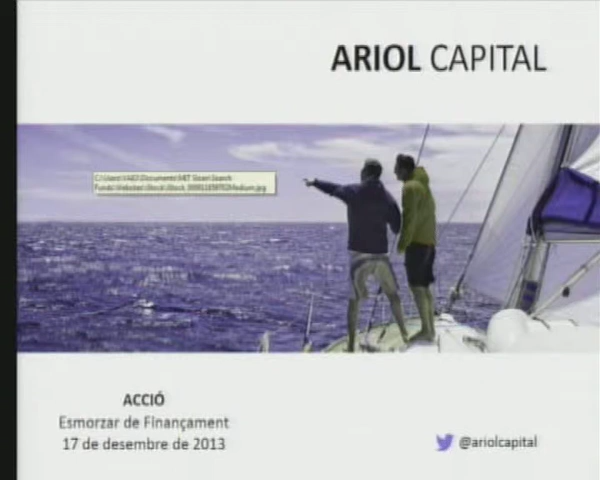 ARIOL CAPITAL
ACCIÓ
Esmorzar de Finançament
17 de desembre de 2013
@ariolcapital